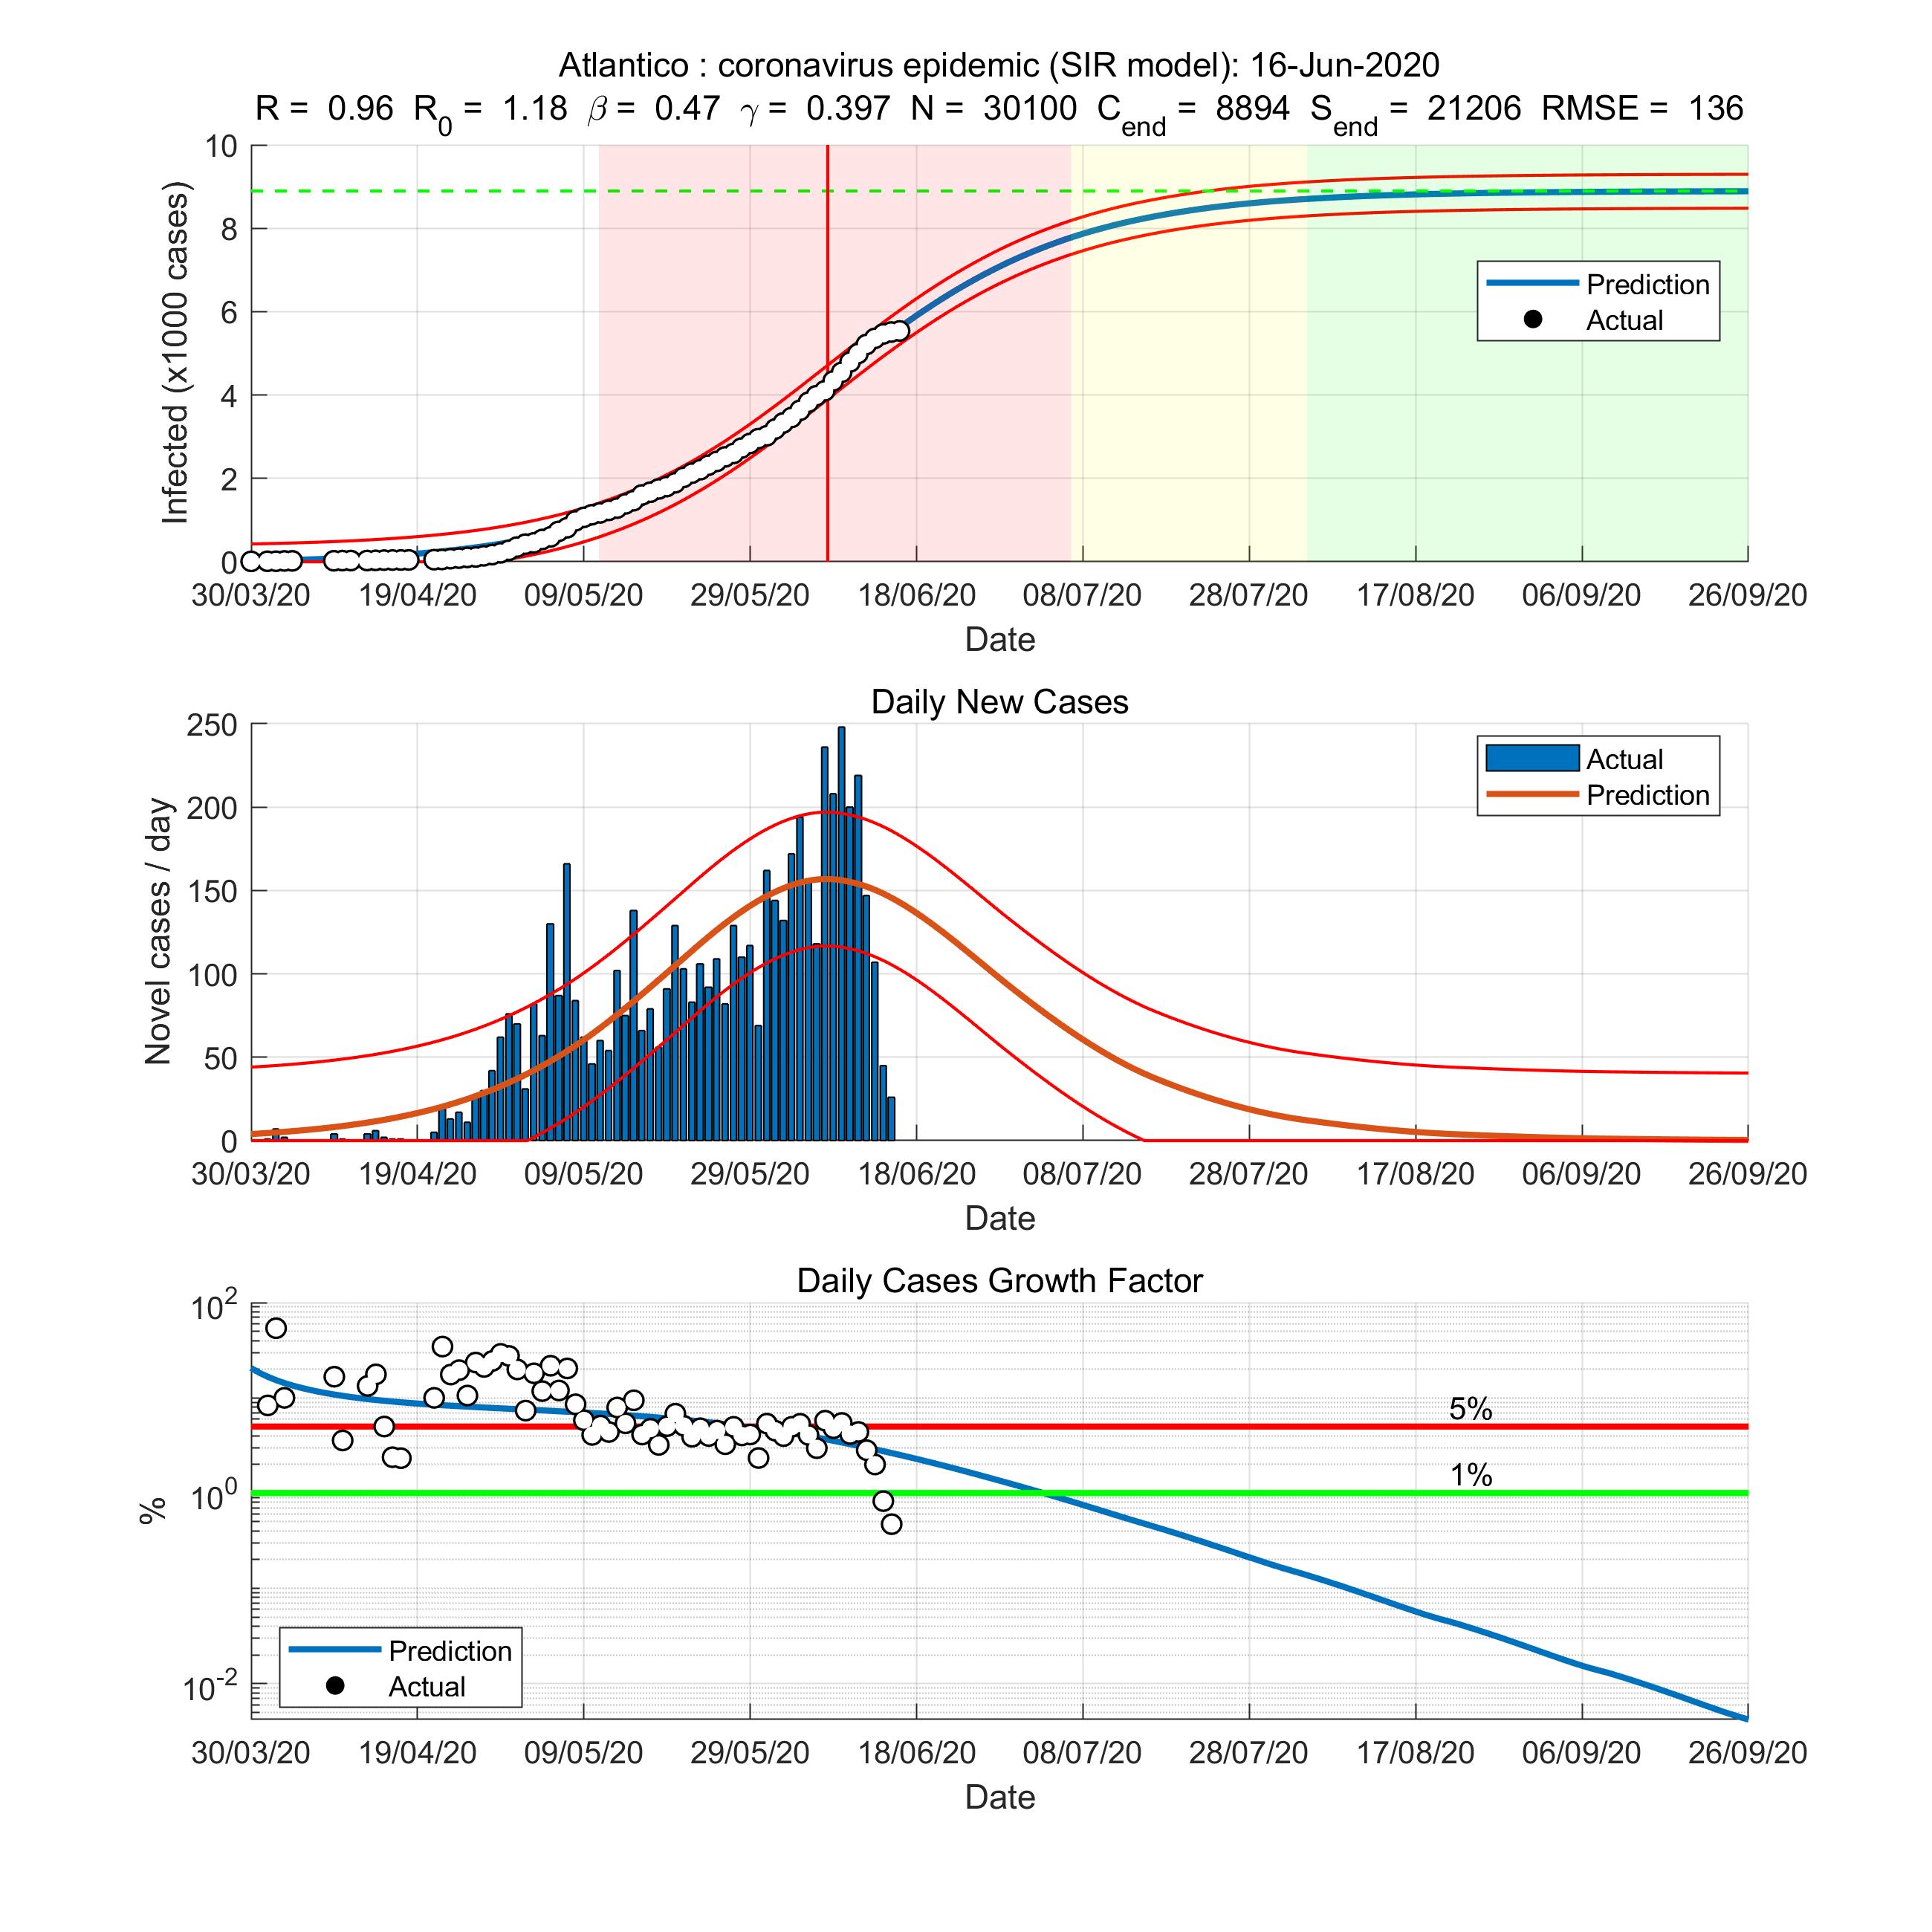 Atlantico : coronavirus epidemic (SIR model): 16-Jun-2020
R = 0.96 R0 = 1.18 β = 0.47 γ = 0.397 N = 30100 Cend = 8894 Send = 21206 RMSE = 136
10
8
6
4
2
0
Infected (x1000 cases)
Prediction
Actual
30/03/20 19/04/20 09/05/20 29/05/20 18/06/20 08/07/20 28/07/20 17/08/20 06/09/20 26/09/20
Date
Daily New Cases
250
200
150
100
50
0
Novel cases / day
Actual
Prediction
30/03/20 19/04/20 09/05/20 29/05/20 18/06/20 08/07/20 28/07/20 17/08/20 06/09/20 26/09/20
Date
Daily Cases Growth Factor
10^2
10^0
10^-2
%
5%
1%
Prediction
Actual
30/03/20 19/04/20 09/05/20 29/05/20 18/06/20 08/07/20 28/07/20 17/08/20 06/09/20 26/09/20
Date